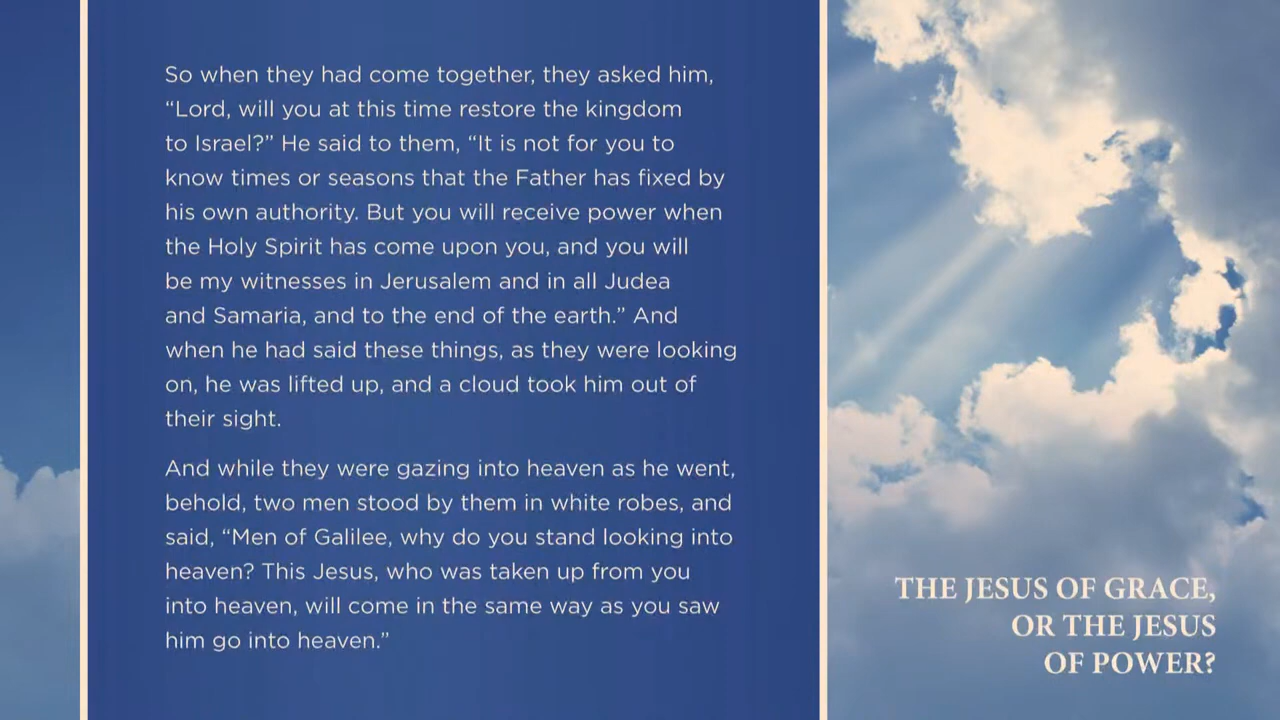 So when they had come together, they asked him,
“Lord, will you at this time restore the kingdom
to Israel?” He said to them, “It is not for you to
know times or seasons that the Father has fixed by
his own authority. But you will receive power when
the Holy Spirit has come upon you, and you will
be my witnesses in Jerusalem and in all Judea
and Samaria, and to the end of the earth.” And
when he had said these things, as they were looking
on, he was lifted up, and a cloud took him out of
their sight.
And while they were gazing into heaven as he went,
behold, two men stood by them in white robes, and
said, “Men of Galilee, why do you stand looking into
heaven? This Jesus, who was taken up from you
into heaven, will come in the same way as you saw
him go into heaven.”
THE JESUS OF GRACE,
OR THE JESUS
OF POWER?